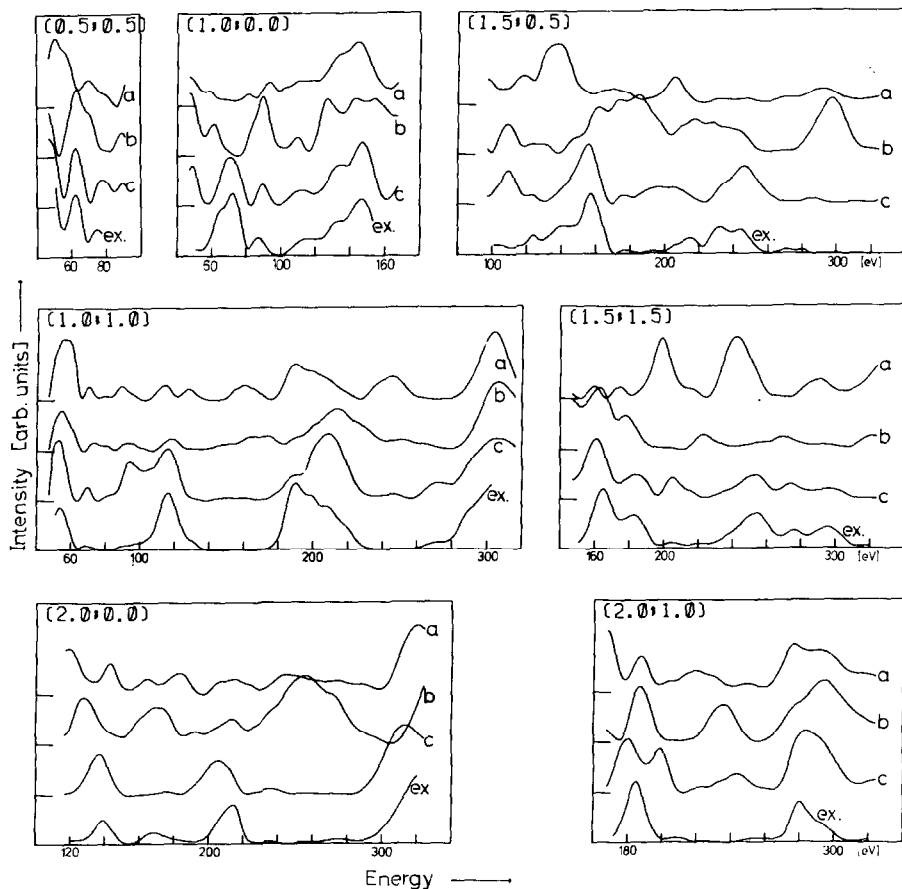 (0.5;0.5)
a
b
c
ex.
60 80
(1.0;0.0)
a
b
c
ex.
50 100 160
(1.5;0.5)
a
b
c
ex.
100 200 300 [eV]
Intensity [arb. units]
(1.0;1.0)
a
b
c
ex.
60 100 200 300
(1.5;1.5)
a
b
c
ex.
160 200 300 [eV]
(2.0;0.0)
a
b
c
ex
120 200 300
(2.0;1.0)
a
b
c
ex.
180 300 [eV]
Energy